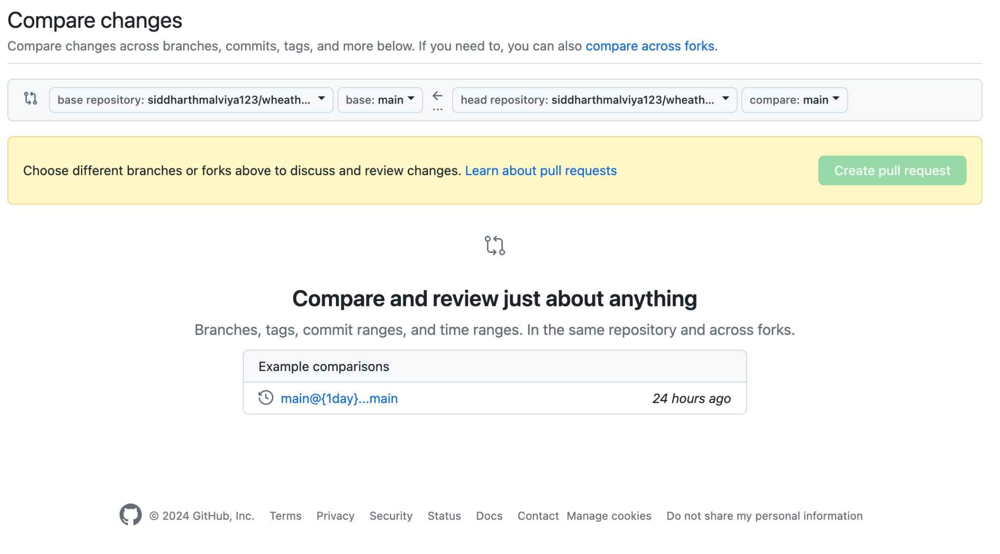 Compare changes
Compare changes across branches, commits, tags, and more below. If you need to, you can also compare across forks.
base repository: siddharthmalviya123/wheath... base: main ... head repository: siddharthmalviya123/wheath... compare: main
Choose different branches or forks above to discuss and review changes. Learn about pull requests Create pull request
Compare and review just about anything
Branches, tags, commit ranges, and time ranges. In the same repository and across forks.
Example comparisons
main@{1day}...main 24 hours ago
© 2024 GitHub, Inc. Terms Privacy Security Status Docs Contact Manage cookies Do not share my personal information